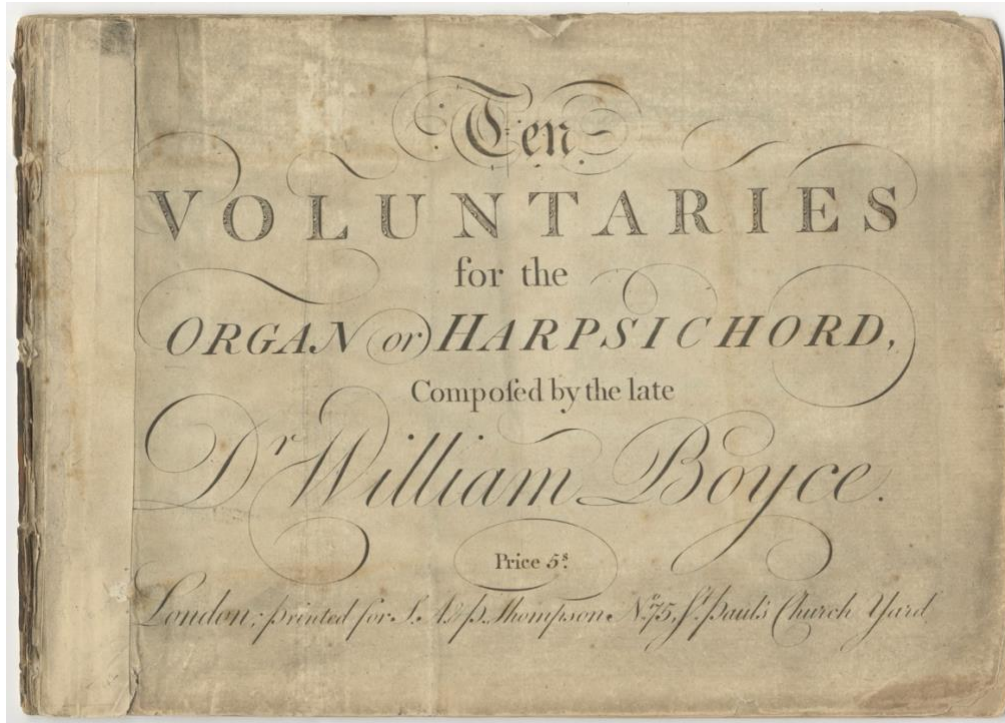 Ten
VOLUNTARIES
for the
ORGAN or HARPSICHORD,
Compoſed by the late
Dr William Boyce.
Price 5s.
London; printed for S. A. & P. Thompson No. 75, St. Paul's Church Yard